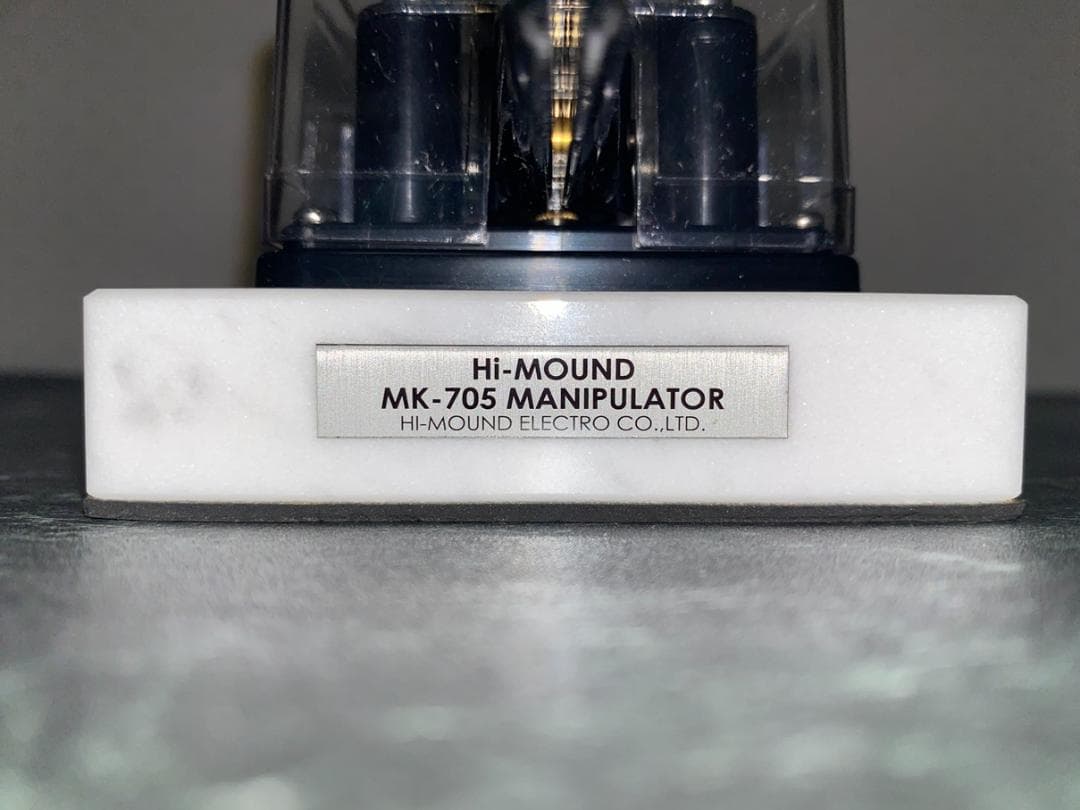 Hi-MOUND
MK-705 MANIPULATOR
HI-MOUND ELECTRO CO.,LTD.